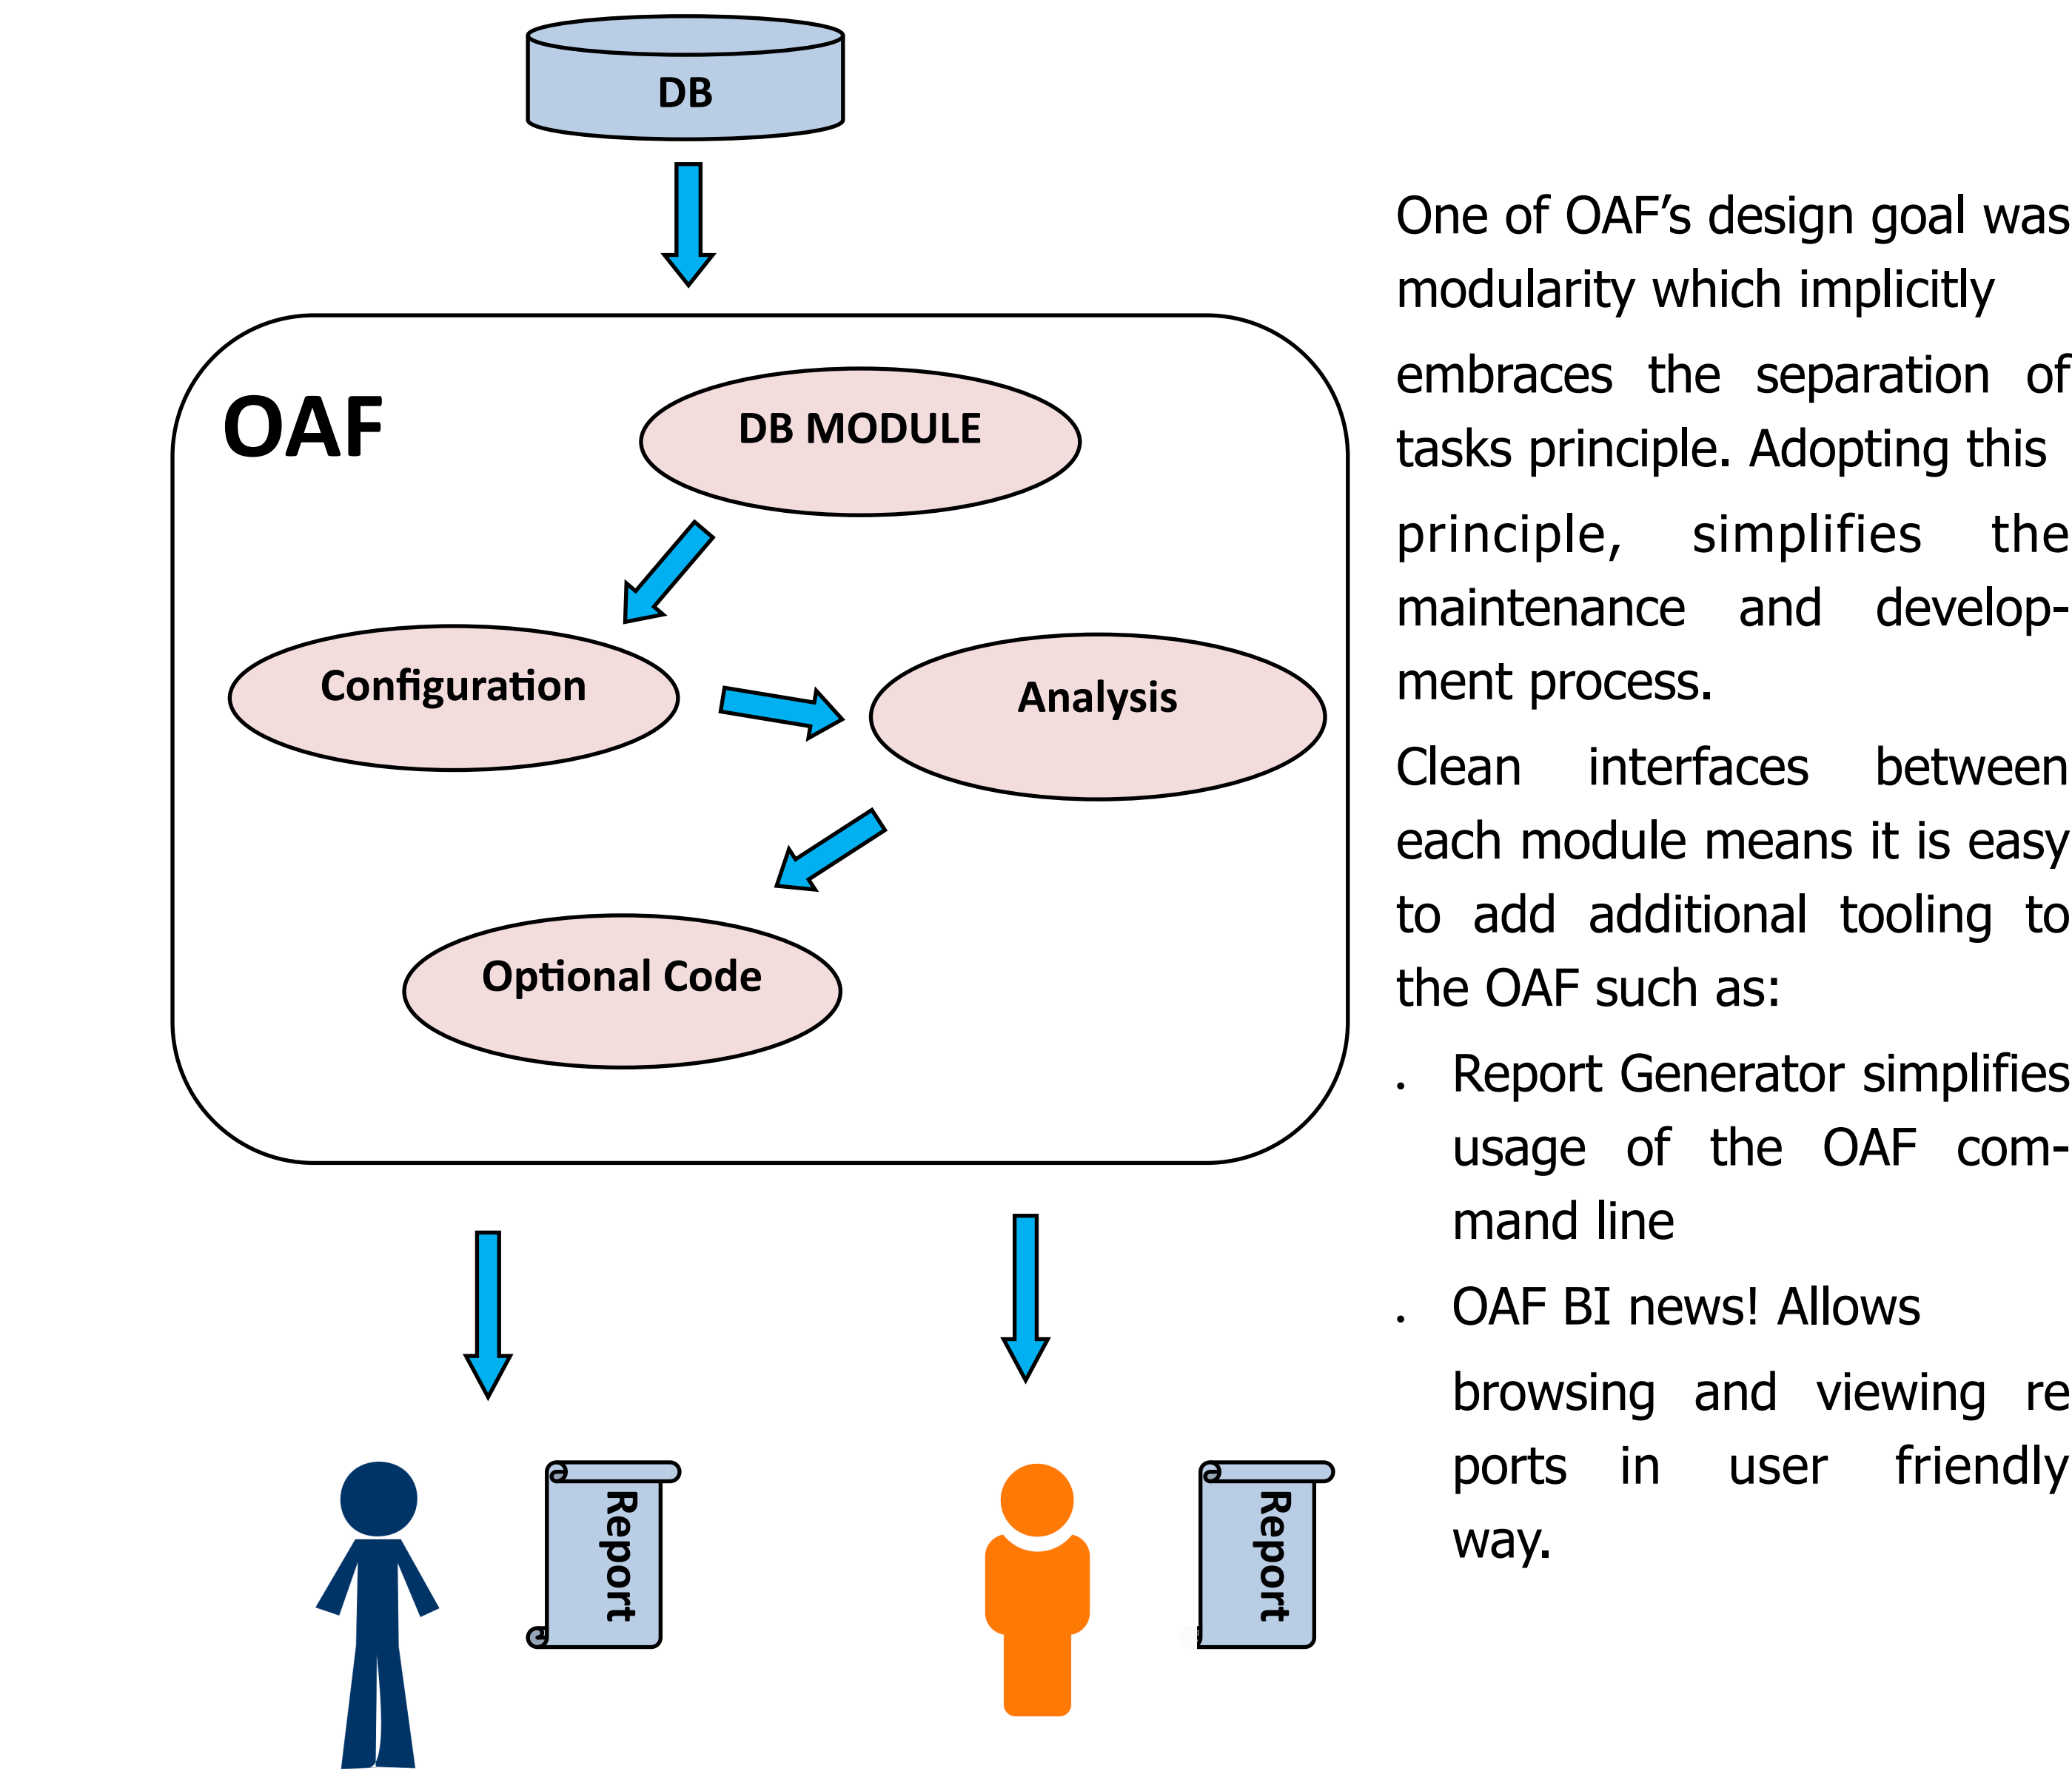 DB
OAF
DB MODULE
Configuration
Analysis
Optional Code
Report
Report
One of OAF’s design goal was
modularity which implicitly
embraces the separation of
tasks principle. Adopting this
principle, simplifies the
maintenance and develop-
ment process.
Clean interfaces between
each module means it is easy
to add additional tooling to
the OAF such as:
• Report Generator simplifies
usage of the OAF com-
mand line
• OAF BI news! Allows
browsing and viewing re
ports in user friendly
way.